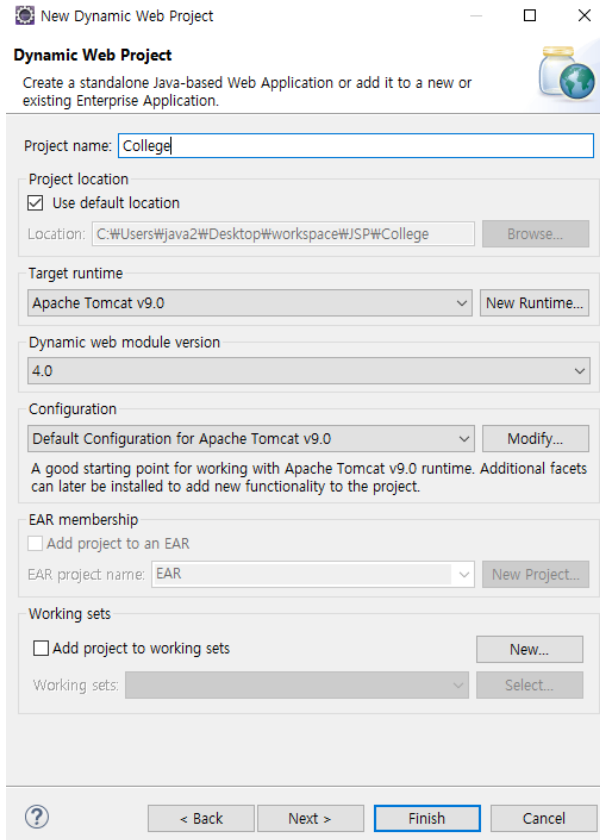 New Dynamic Web Project
Dynamic Web Project
Create a standalone Java-based Web Application or add it to a new or
existing Enterprise Application.
Project name: College
Project location
Use default location
Location: C:₩Users₩java2₩Desktop₩workspace₩JSP₩College Browse...
Target runtime
Apache Tomcat v9.0 New Runtime...
Dynamic web module version
4.0
Configuration
Default Configuration for Apache Tomcat v9.0 Modify...
A good starting point for working with Apache Tomcat v9.0 runtime. Additional facets
can later be installed to add new functionality to the project.
EAR membership
Add project to an EAR
EAR project name: EAR New Project...
Working sets
Add project to working sets New...
Working sets: Select...
? < Back Next > Finish Cancel